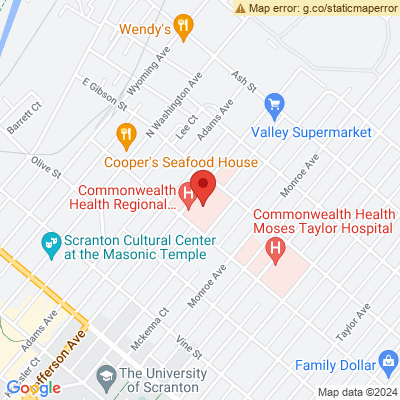 Map error: g.co/staticmaperror
Wendy's
Wyoming Ave
E Gibson St
N Washington Ave
Ash St
Barrett Ct
Lee Ct
Adams Ave
Valley Supermarket
Cooper's Seafood House
Olive St
Monroe Ave
Commonwealth
Health Regional...
Commonwealth Health
Moses Taylor Hospital
Scranton Cultural Center
at the Masonic Temple
Monroe Ave
Adams Ave
Mckenna Ct
Vine St
Taylor Ave
Jefferson Ave
Family Dollar
The University
of Scranton
Google
Map data ©2024